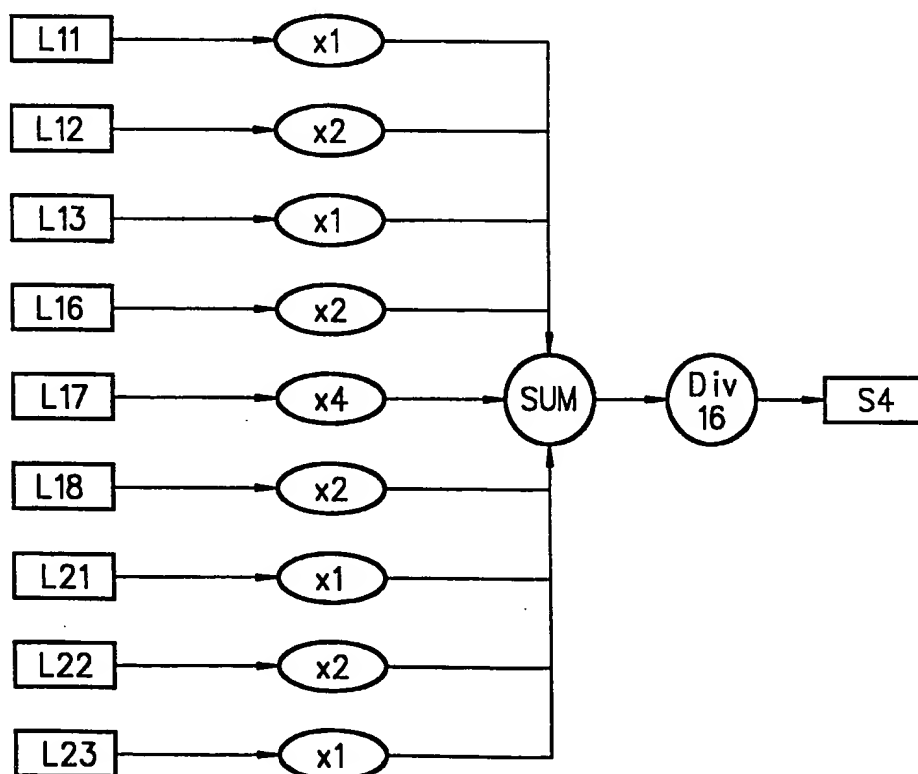 L11 x1
L12 x2
L13 x1
L16 x2
L17 x4 SUM Div 16 S4
L18 x2
L21 x1
L22 x2
L23 x1